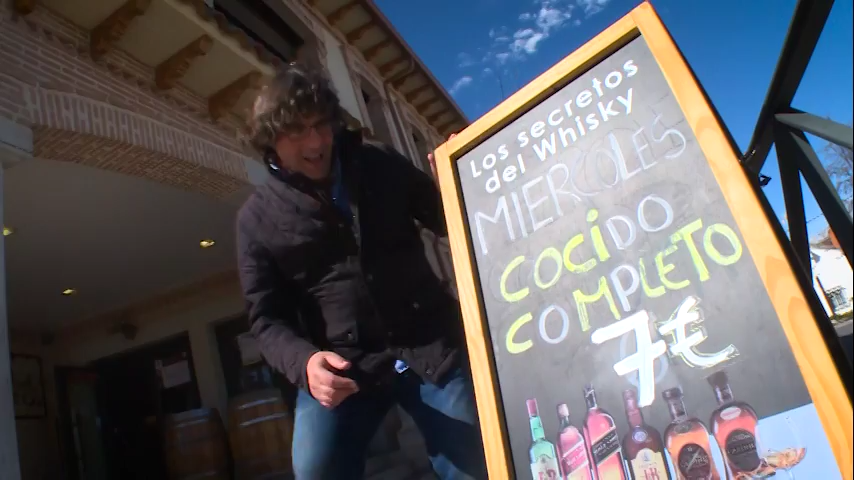 Los secretos
del Whisky
MIERCOLES
COCIDO
COMPLETO
7€